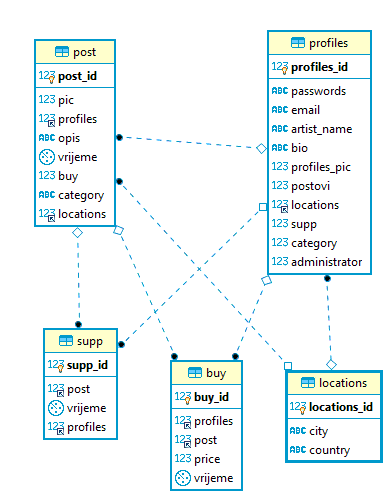 post
123 post_id
123 pic
123 profiles
ABC opis
vrijeme
123 buy
ABC category
123 locations
profiles
123 profiles_id
ABC passwords
ABC email
ABC artist_name
ABC bio
123 profiles_pic
123 postovi
123 locations
123 supp
123 category
123 administrator
supp
123 supp_id
123 post
vrijeme
123 profiles
buy
123 buy_id
123 profiles
123 post
123 price
vrijeme
locations
123 locations_id
ABC city
ABC country